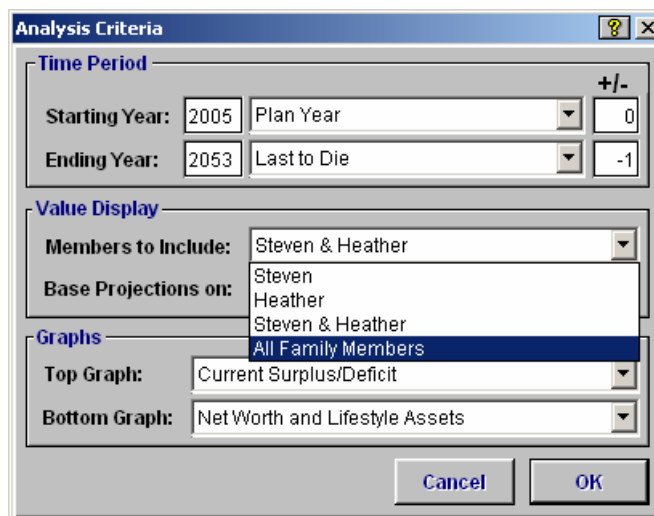 Analysis Criteria
Time Period
+/-
Starting Year: 2005 Plan Year 0
Ending Year: 2053 Last to Die -1
Value Display
Members to Include: Steven & Heather
Steven
Base Projections on: Heather
Steven & Heather
Graphs
All Family Members
Top Graph: Current Surplus/Deficit
Bottom Graph: Net Worth and Lifestyle Assets
Cancel OK